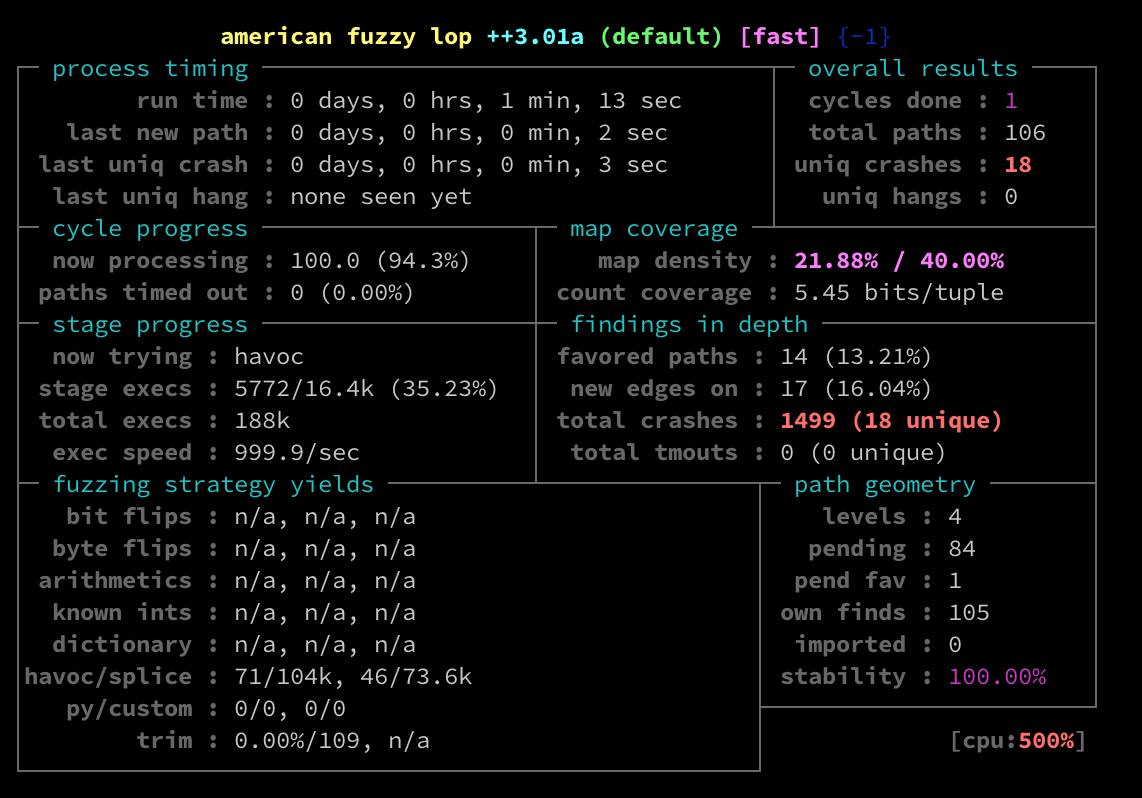 american fuzzy lop ++3.01a (default) [fast] {-1}
process timing overall results
run time : 0 days, 0 hrs, 1 min, 13 sec cycles done : 1
last new path : 0 days, 0 hrs, 0 min, 2 sec total paths : 106
last uniq crash : 0 days, 0 hrs, 0 min, 3 sec uniq crashes : 18
last uniq hang : none seen yet uniq hangs : 0
cycle progress map coverage
now processing : 100.0 (94.3%) map density : 21.88% / 40.00%
paths timed out : 0 (0.00%) count coverage : 5.45 bits/tuple
stage progress findings in depth
now trying : havoc favored paths : 14 (13.21%)
stage execs : 5772/16.4k (35.23%) new edges on : 17 (16.04%)
total execs : 188k total crashes : 1499 (18 unique)
exec speed : 999.9/sec total tmouts : 0 (0 unique)
fuzzing strategy yields path geometry
bit flips : n/a, n/a, n/a levels : 4
byte flips : n/a, n/a, n/a pending : 84
arithmetics : n/a, n/a, n/a pend fav : 1
known ints : n/a, n/a, n/a own finds : 105
dictionary : n/a, n/a, n/a imported : 0
havoc/splice : 71/104k, 46/73.6k stability : 100.00%
py/custom : 0/0, 0/0
trim : 0.00%/109, n/a [cpu:500%]